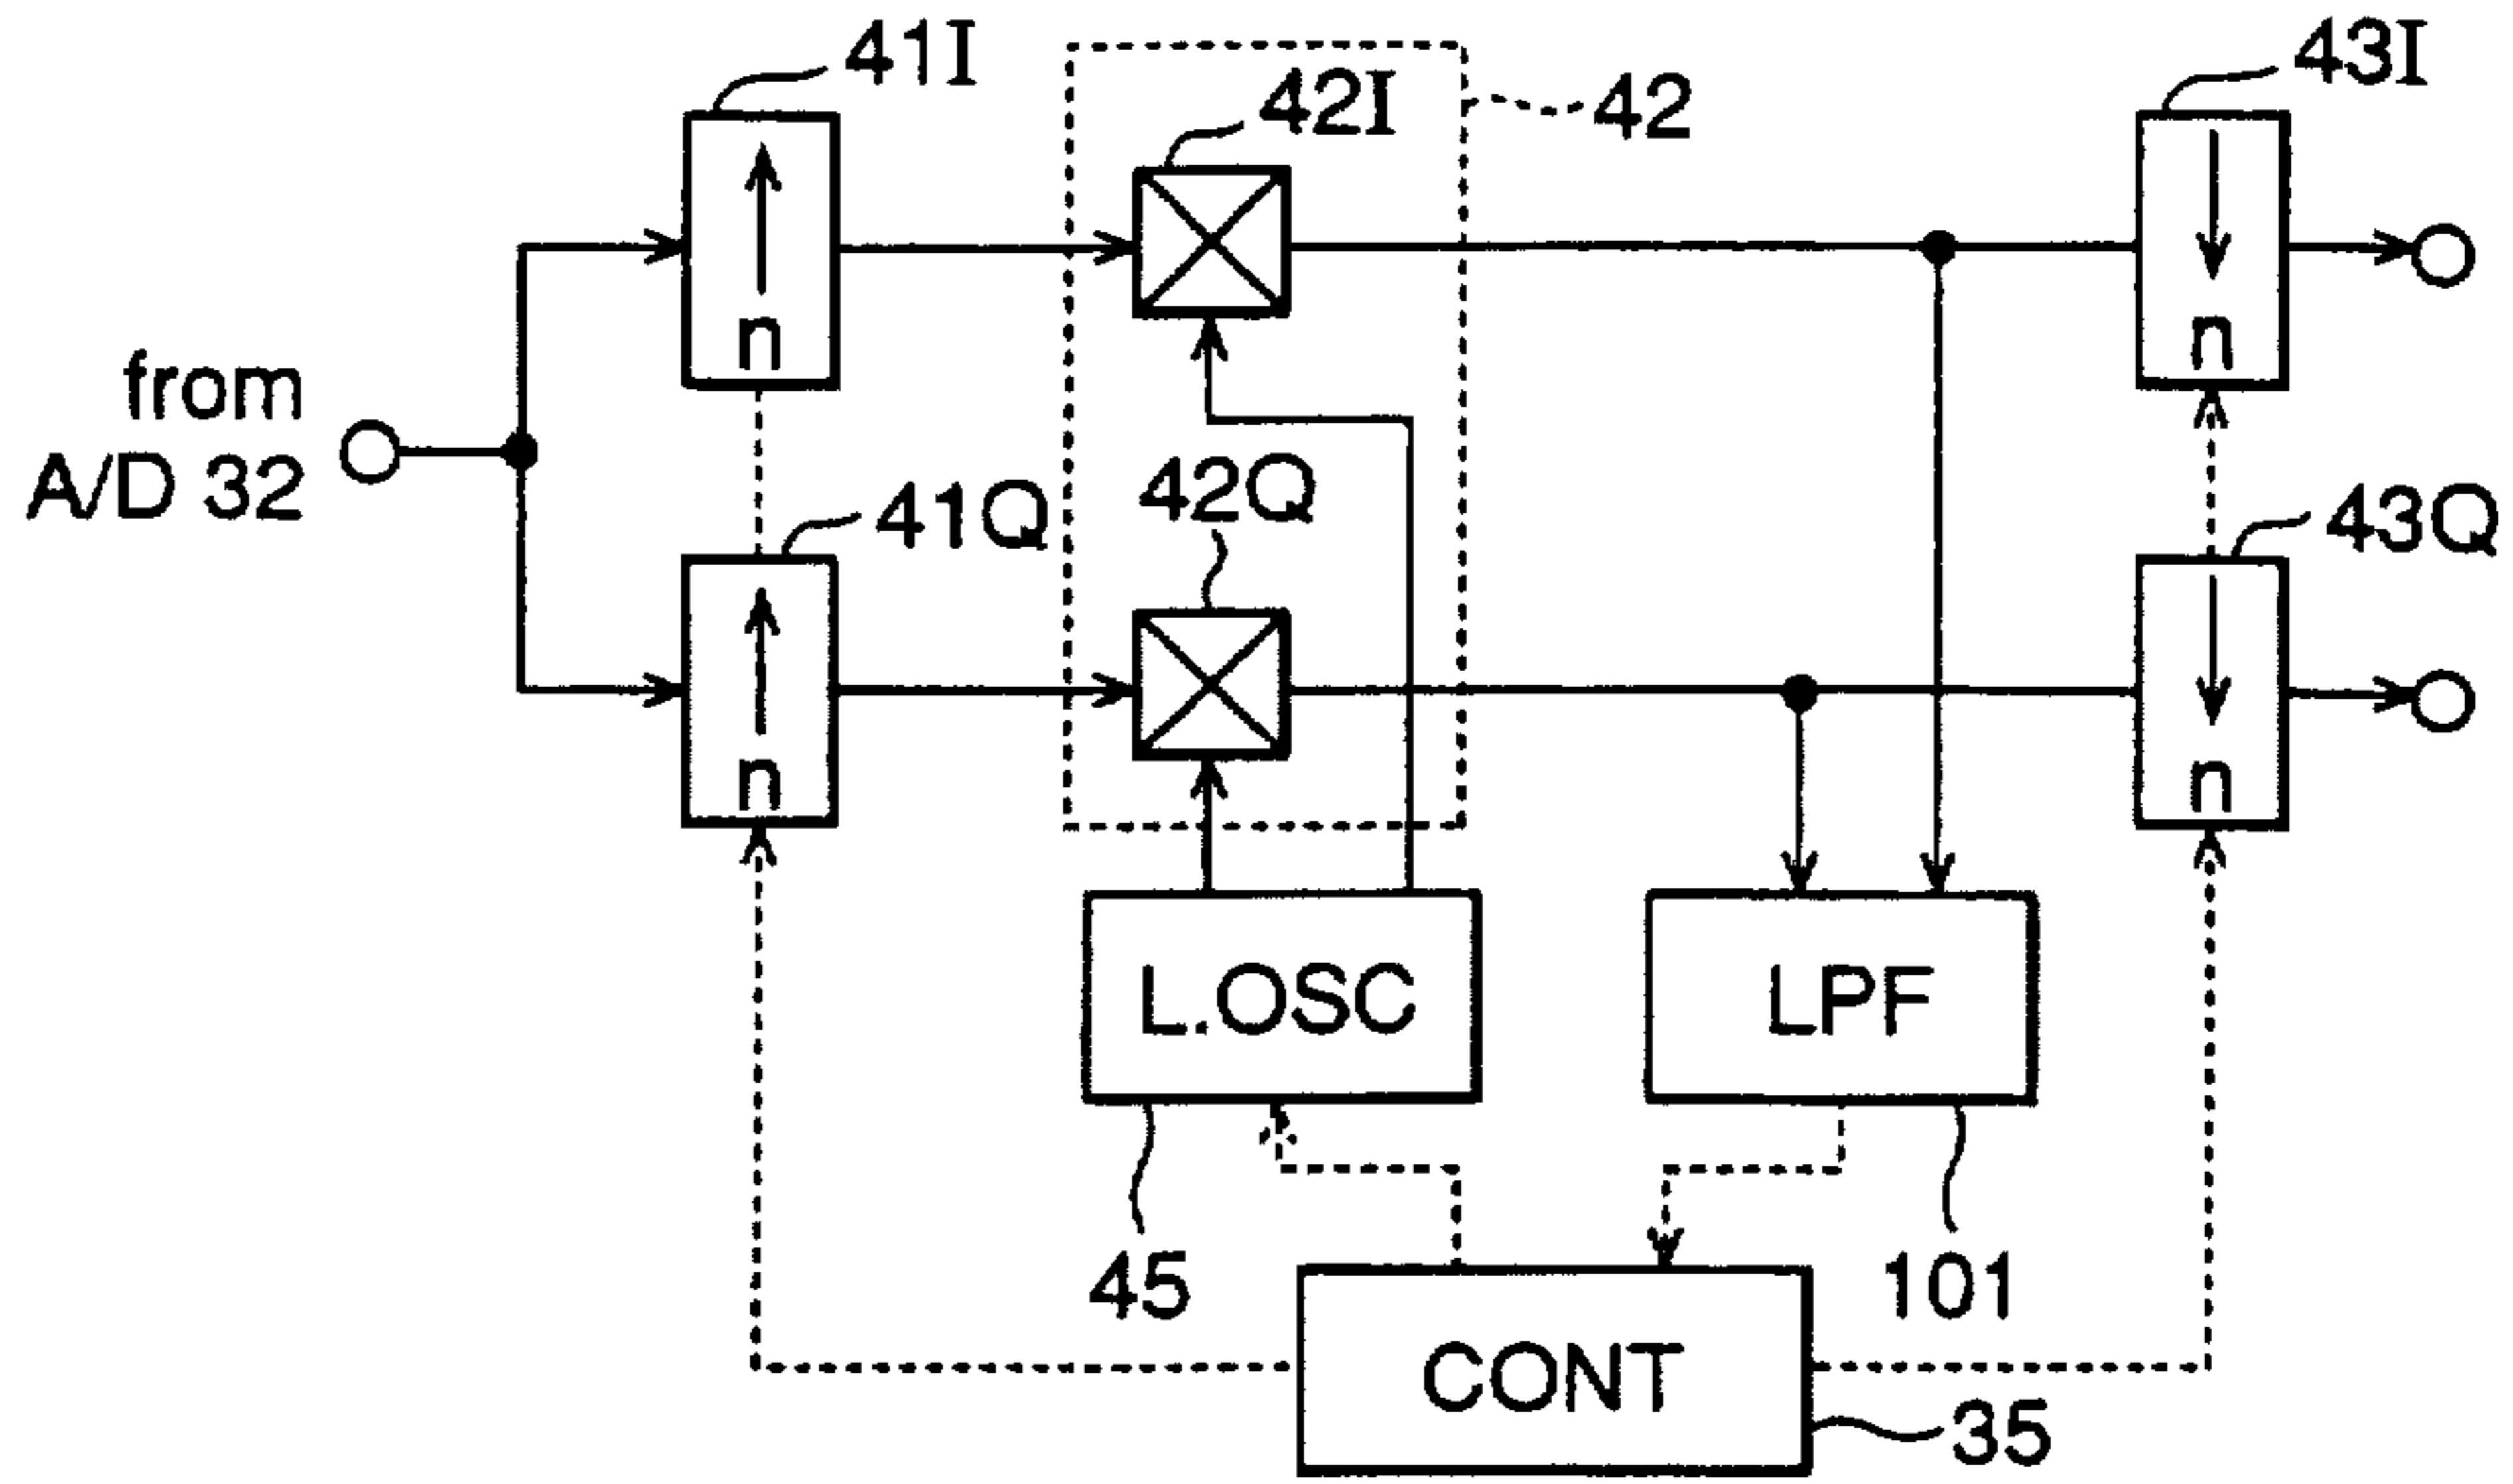 41I
43I
42I
42
n
n
from
A/D 32
42Q
41Q
43Q
n
n
L.OSC
LPF
45
101
CONT
35